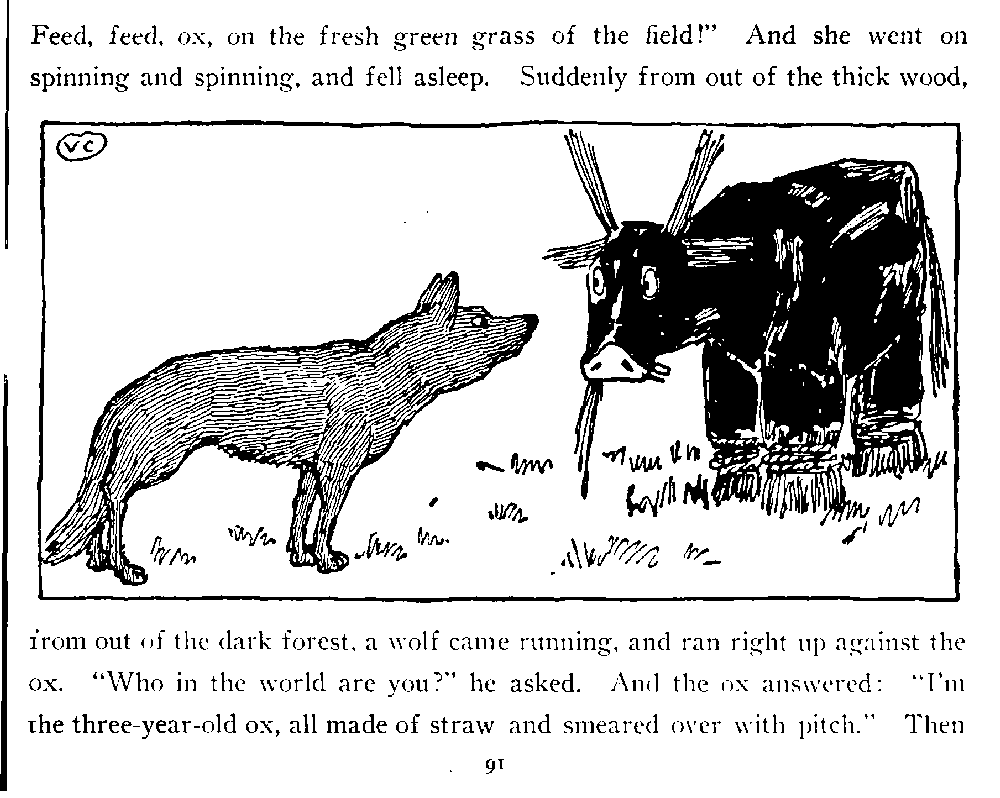 Feed, feed, ox, on the fresh green grass of the field!" And she went on
spinning and spinning, and fell asleep. Suddenly from out of the thick wood,
VC
from out of the dark forest, a wolf came running, and ran right up against the
ox. "Who in the world are you?" he asked. And the ox answered: "I'm
the three-year-old ox, all made of straw and smeared over with pitch." Then
91